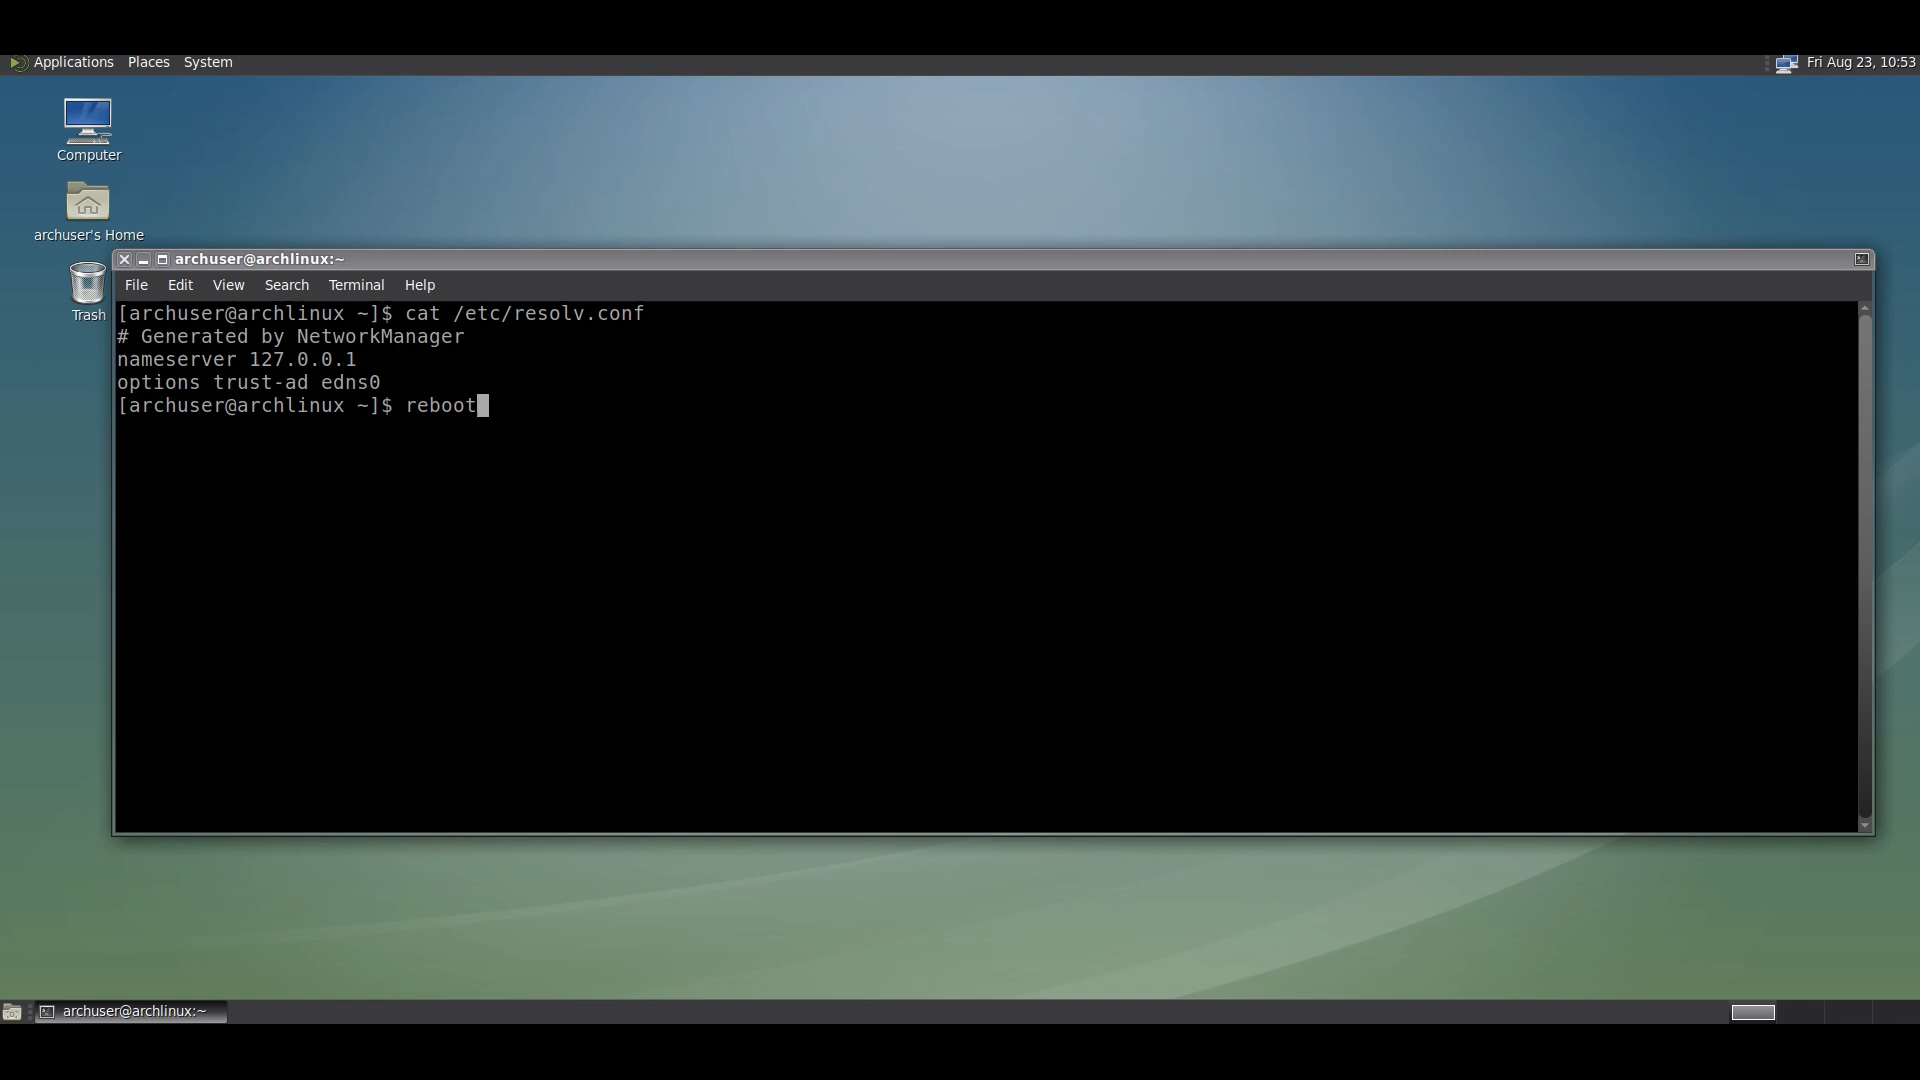 Applications Places System
Fri Aug 23, 10:53
Computer
archuser's Home
Trash
archuser@archlinux:~
File Edit View Search Terminal Help
[archuser@archlinux ~]$ cat /etc/resolv.conf
# Generated by NetworkManager
nameserver 127.0.0.1
options trust-ad edns0
[archuser@archlinux ~]$ reboot
archuser@archlinux:~